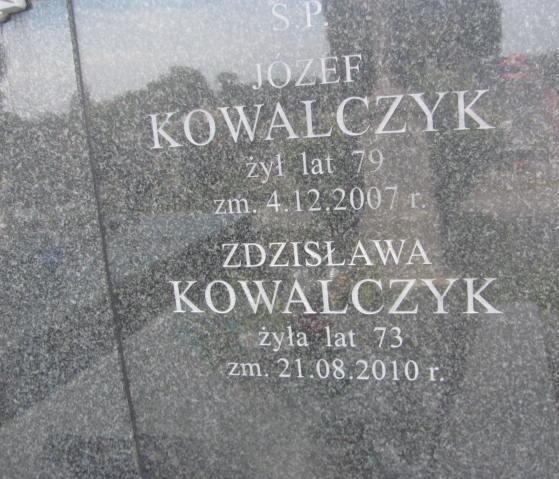 Ś.P.
JÓZEF
KOWALCZYK
żył lat 79
zm. 4.12.2007 r.
ZDZISŁAWA
KOWALCZYK
żyła lat 73
zm. 21.08.2010 r.